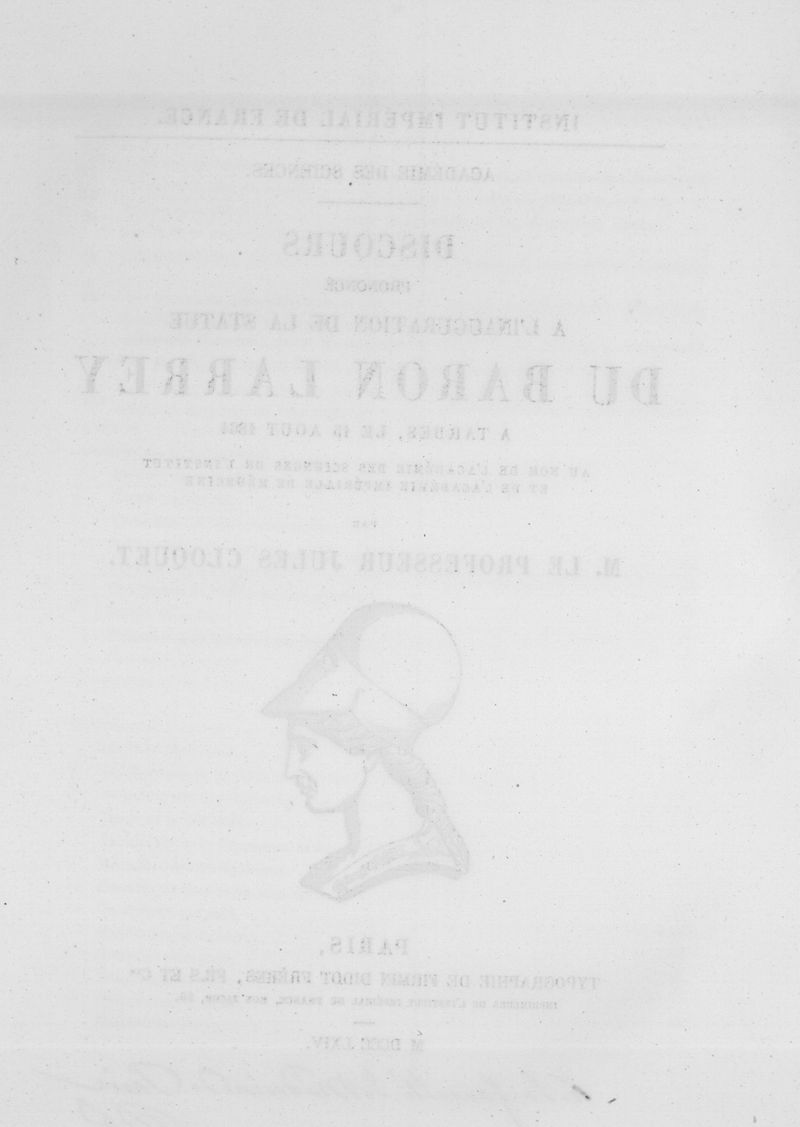 INSTITUT IMPÉRIAL DE FRANCE.
ACADÉMIE DES SCIENCES.
DISCOURS
PRONONCÉ
A L'INAUGURATION DE LA STATUE
DU BARON LARREY
A TARBES, LE 15 AOUT 1864
AU NOM DE L'ACADÉMIE DES SCIENCES DE L'INSTITUT
ET DE L'ACADÉMIE IMPÉRIALE DE MÉDECINE
PAR
M. LE PROFESSEUR JULES CLOQUET.
PARIS,
TYPOGRAPHIE DE FIRMIN DIDOT FRÈRES, FILS ET Cie
IMPRIMEURS DE L'INSTITUT IMPÉRIAL DE FRANCE, RUE JACOB, 56.
M DCCC LXIV.